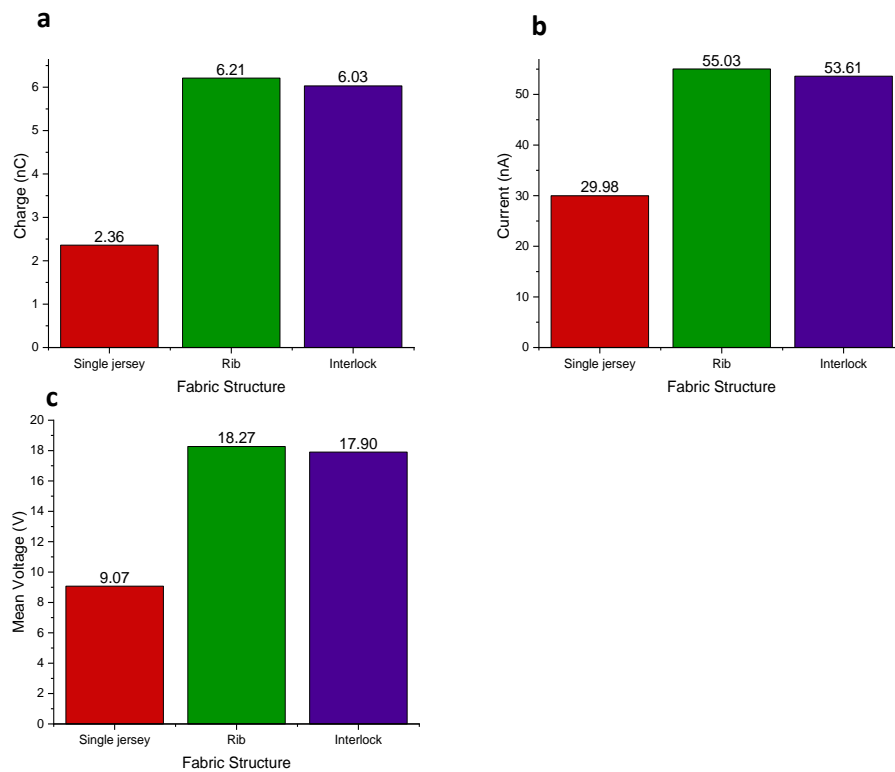 a
6.21
6.03
2.36
Charge (nC)
6
5
4
3
2
1
0
Single jersey
Rib
Interlock
Fabric Structure
b
55.03
53.61
29.98
Current (nA)
50
40
30
20
10
0
Single jersey
Rib
Interlock
Fabric Structure
c
18.27
17.90
9.07
Mean Voltage (V)
20
18
16
14
12
10
8
6
4
2
0
Single jersey
Rib
Interlock
Fabric Structure